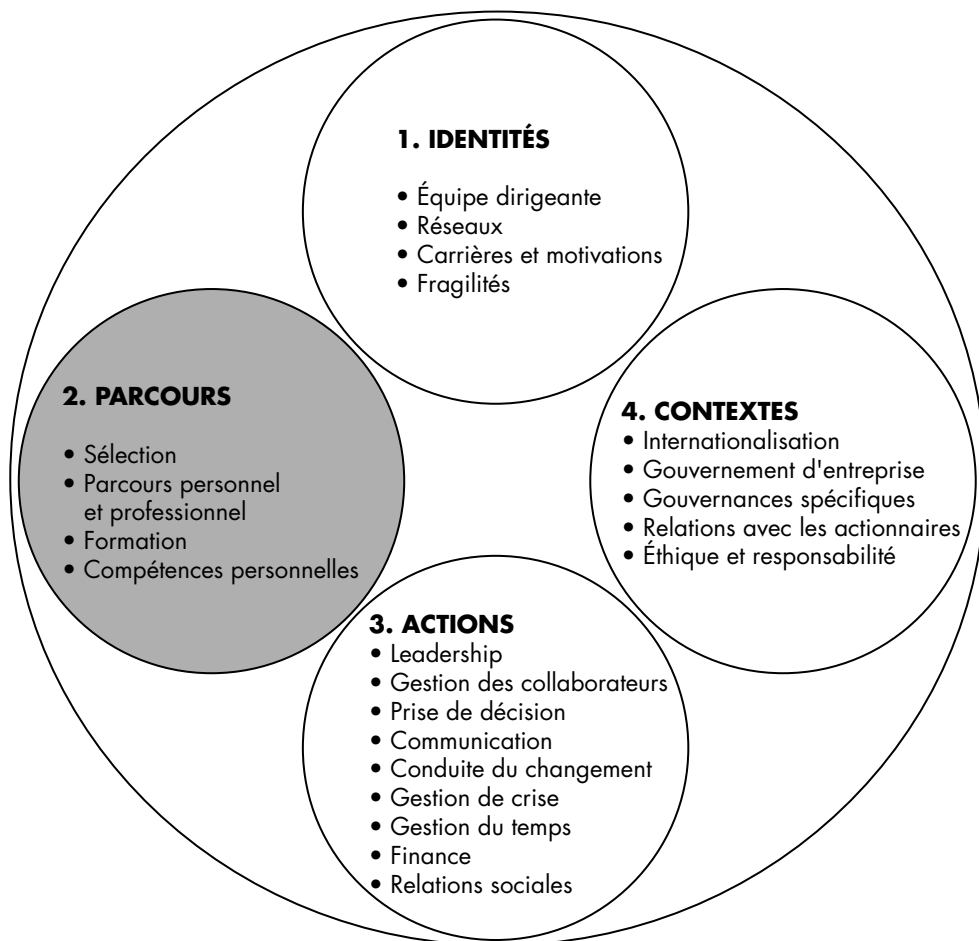 1. IDENTITÉS
• Équipe dirigeante
• Réseaux
• Carrières et motivations
• Fragilités
2. PARCOURS
• Sélection
• Parcours personnel
et professionnel
• Formation
• Compétences personnelles
4. CONTEXTES
• Internationalisation
• Gouvernement d'entreprise
• Gouvernances spécifiques
• Relations avec les actionnaires
• Éthique et responsabilité
3. ACTIONS
• Leadership
• Gestion des collaborateurs
• Prise de décision
• Communication
• Conduite du changement
• Gestion de crise
• Gestion du temps
• Finance
• Relations sociales